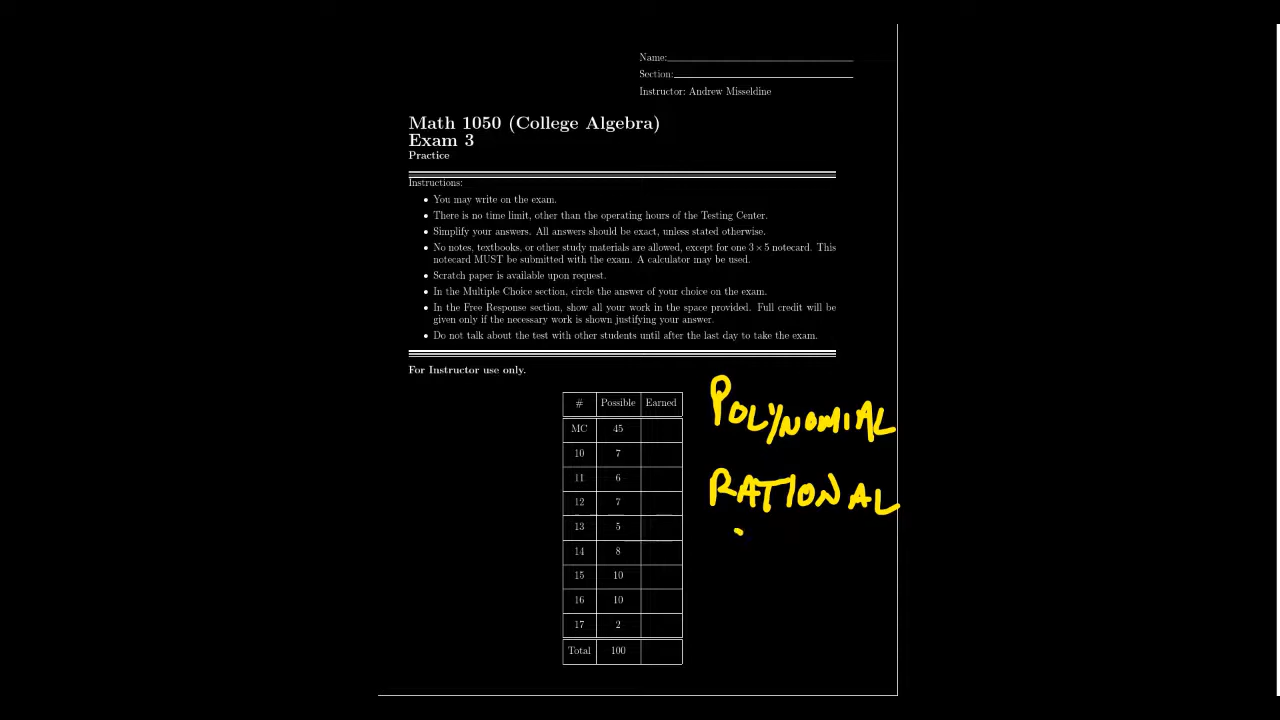 Name:
Section:
Instructor: Andrew Misseldine
Math 1050 (College Algebra)
Exam 3
Practice
Instructions:
• You may write on the exam.
• There is no time limit, other than the operating hours of the Testing Center.
• Simplify your answers. All answers should be exact, unless stated otherwise.
• No notes, textbooks, or other study materials are allowed, except for one 3 × 5 notecard. This
notecard MUST be submitted with the exam. A calculator may be used.
• Scratch paper is available upon request.
• In the Multiple Choice section, circle the answer of your choice on the exam.
• In the Free Response section, show all your work in the space provided. Full credit will be
given only if the necessary work is shown justifying your answer.
• Do not talk about the test with other students until after the last day to take the exam.
For Instructor use only.
# Possible Earned
MC 45
10 7
11 6
12 7
13 5
14 8
15 10
16 10
17 2
Total 100
POLYNOMIAL
RATIONAL